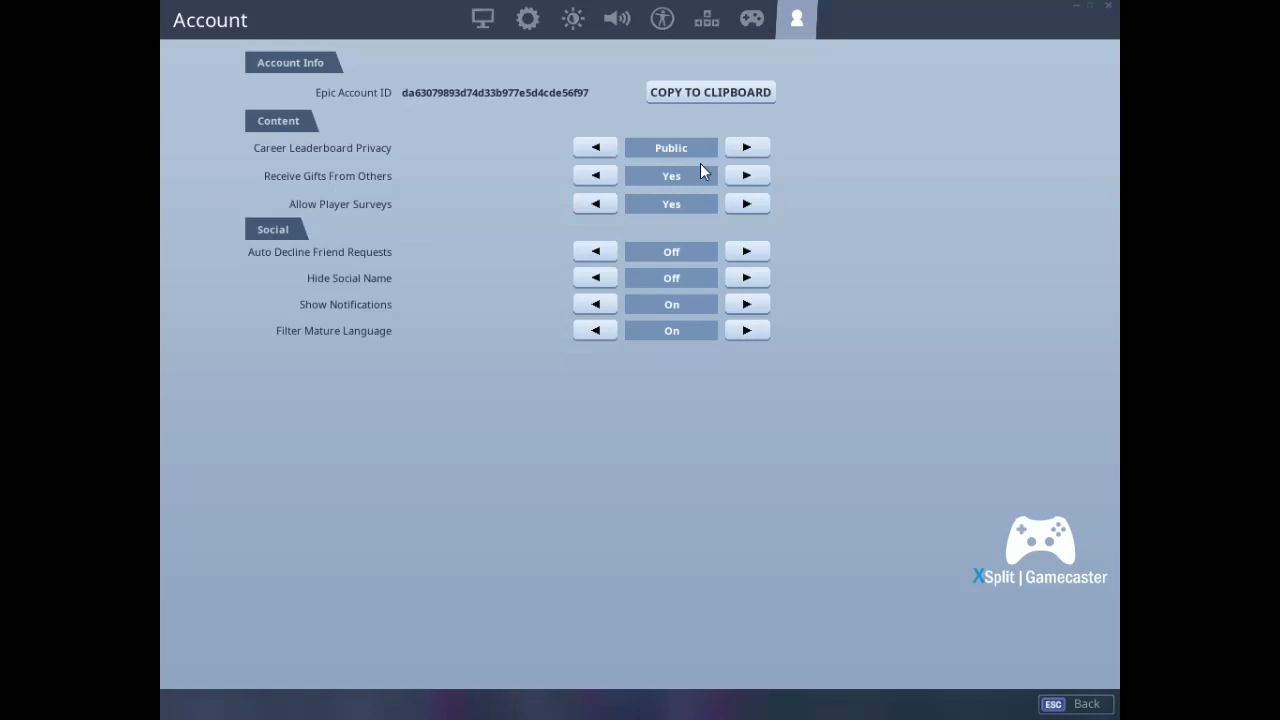 Account
Account Info
Epic Account ID da63079893d74d33b977e5d4cde56f97 COPY TO CLIPBOARD
Content
Career Leaderboard Privacy Public
Receive Gifts From Others Yes
Allow Player Surveys Yes
Social
Auto Decline Friend Requests Off
Hide Social Name Off
Show Notifications On
Filter Mature Language On
XSplit | Gamecaster
ESC Back